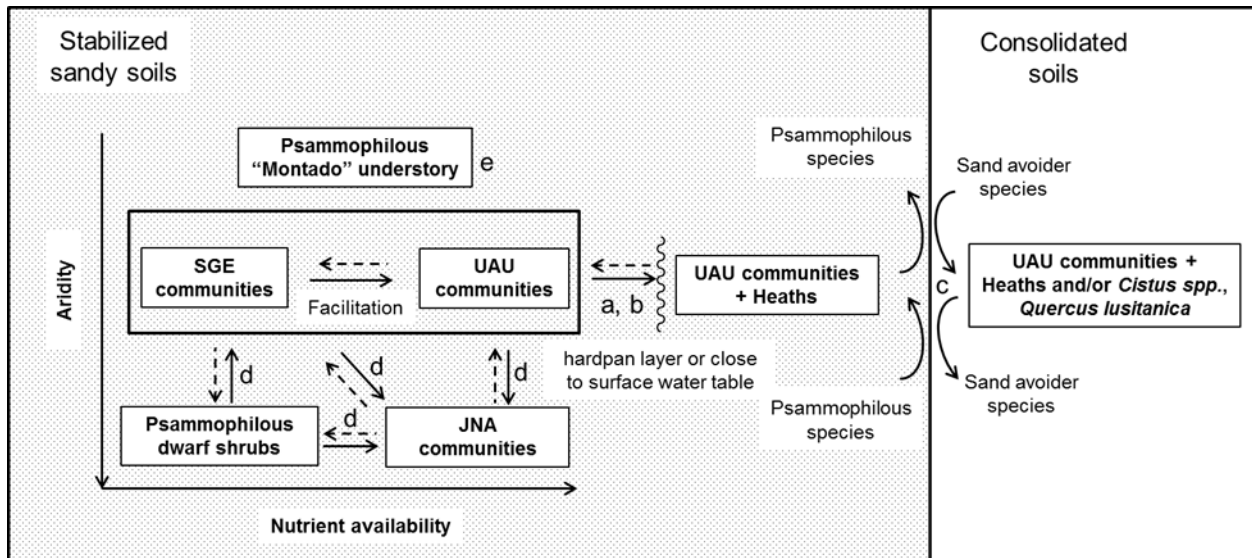 Stabilized
sandy soils
Consolidated
soils
Psammophilous
"Montado" understory
e
Psammophilous
species
Sand avoider
species
SGE
communities
UAU
communities
Facilitation
a, b
UAU communities
+ Heaths
c
UAU communities +
Heaths and/or Cistus spp.,
Quercus lusitanica
Aridity
d
d
d
hardpan layer or close
to surface water table
Psammophilous
species
Sand avoider
species
Psammophilous
dwarf shrubs
d
JNA
communities
Nutrient availability